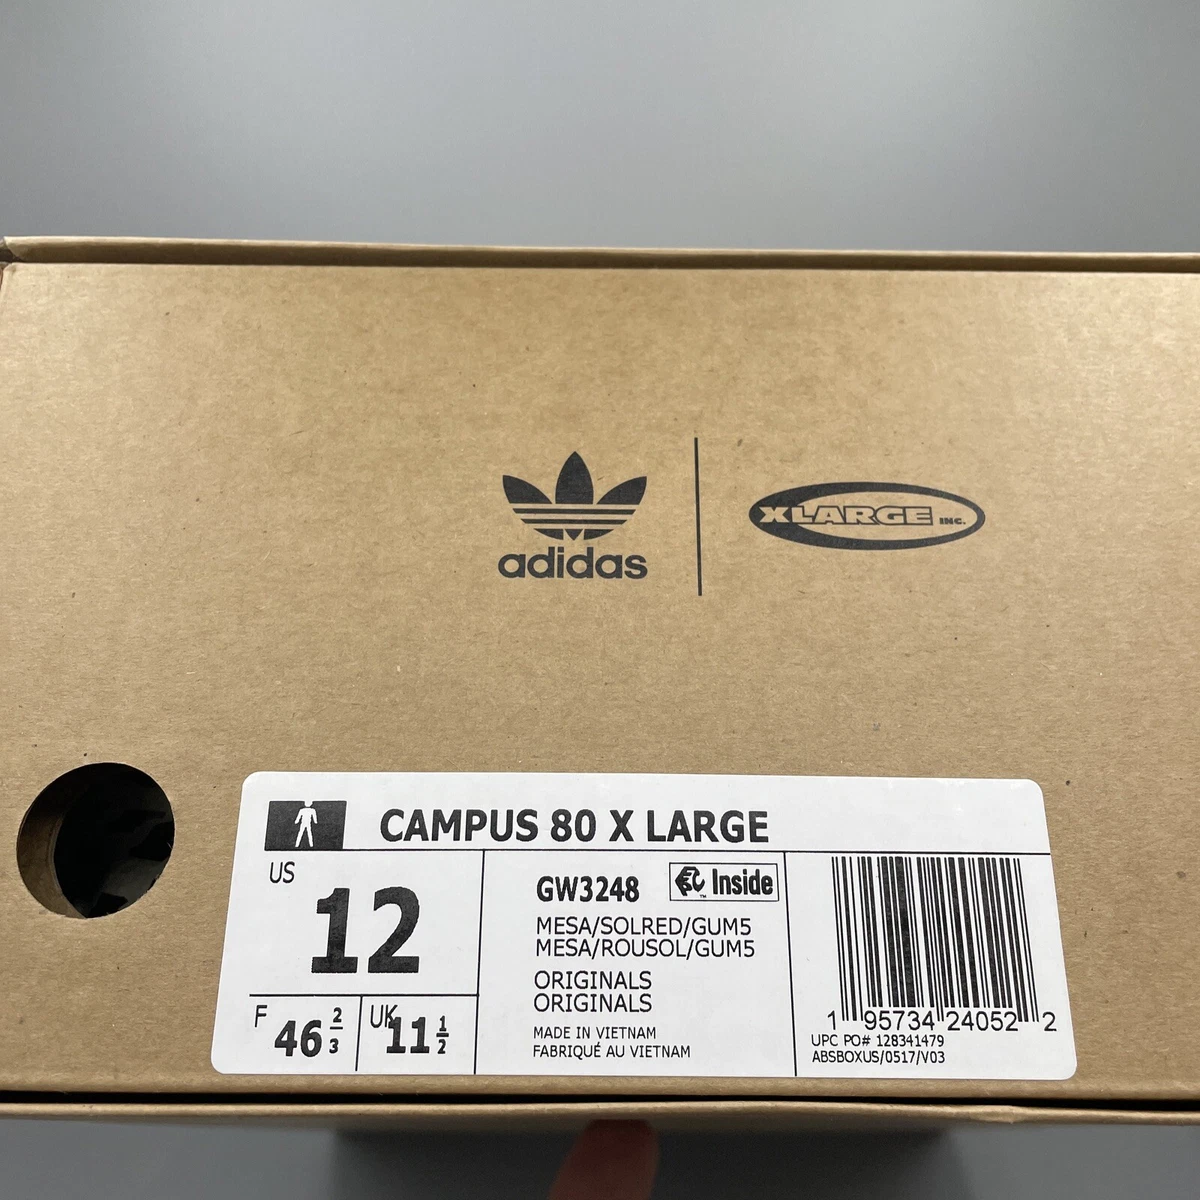 adidas
XLARGE INC.
CAMPUS 80 X LARGE
US
12
F 46 2/3
UK 11 1/2
GW3248
Inside
MESA/SOLRED/GUM5
MESA/ROUSOL/GUM5
ORIGINALS
ORIGINALS
MADE IN VIETNAM
FABRIQUÉ AU VIETNAM
1 95734 24052 2
UPC PO# 128341479
ABSBOXUS/0517/V03